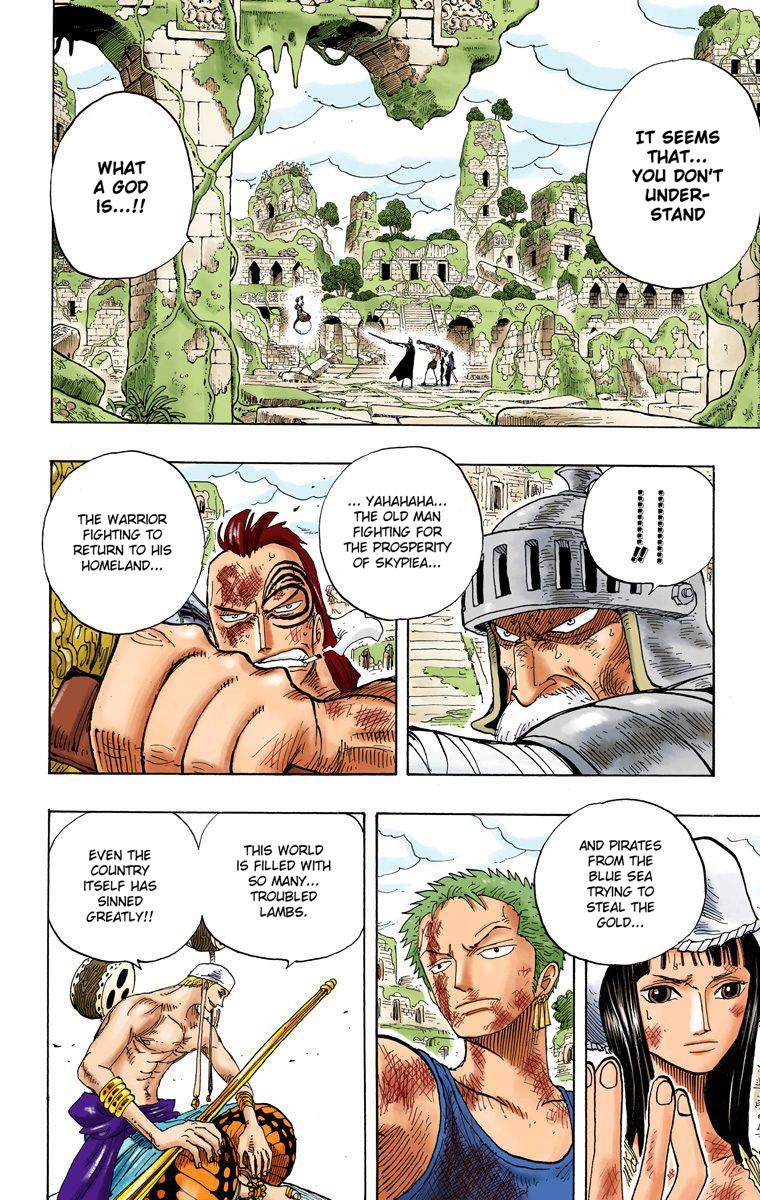 IT SEEMS
THAT...
YOU DON'T
UNDER-
STAND
WHAT
A GOD
IS...!!
... YAHAHAHA...
THE OLD MAN
FIGHTING FOR
THE PROSPERITY
OF SKYPIEA...
THE WARRIOR
FIGHTING TO
RETURN TO HIS
HOMELAND...
AND PIRATES
FROM THE
BLUE SEA
TRYING TO
STEAL THE
GOLD...
THIS WORLD
IS FILLED WITH
SO MANY...
TROUBLED
LAMBS.
EVEN THE
COUNTRY
ITSELF HAS
SINNED
GREATLY!!